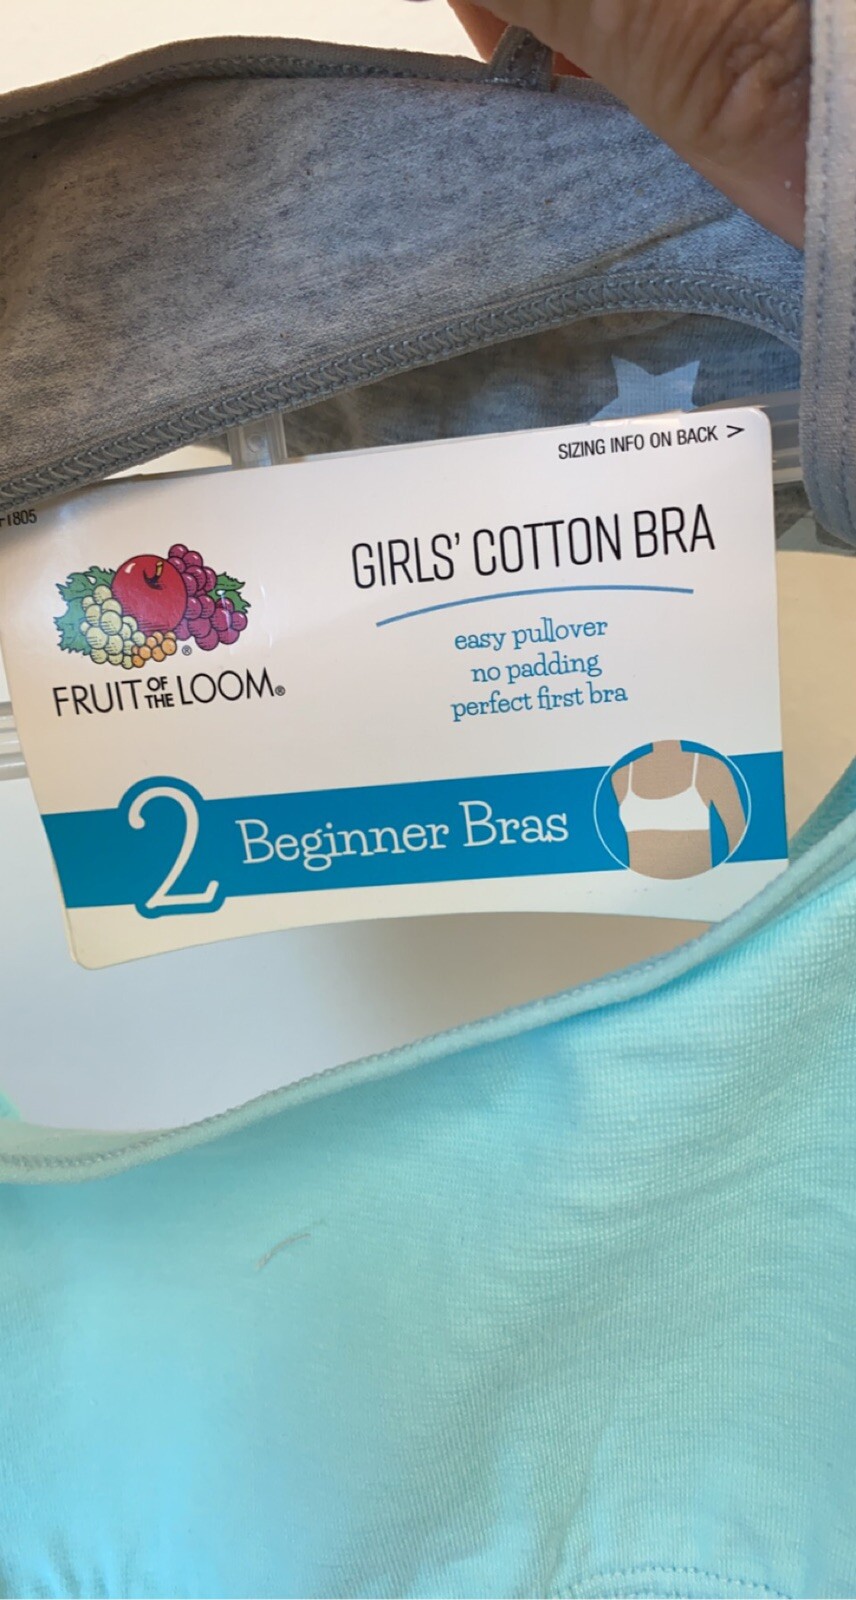 SIZING INFO ON BACK >
GIRLS' COTTON BRA
easy pullover
no padding
perfect first bra
FRUIT OF THE LOOM®
2 Beginner Bras